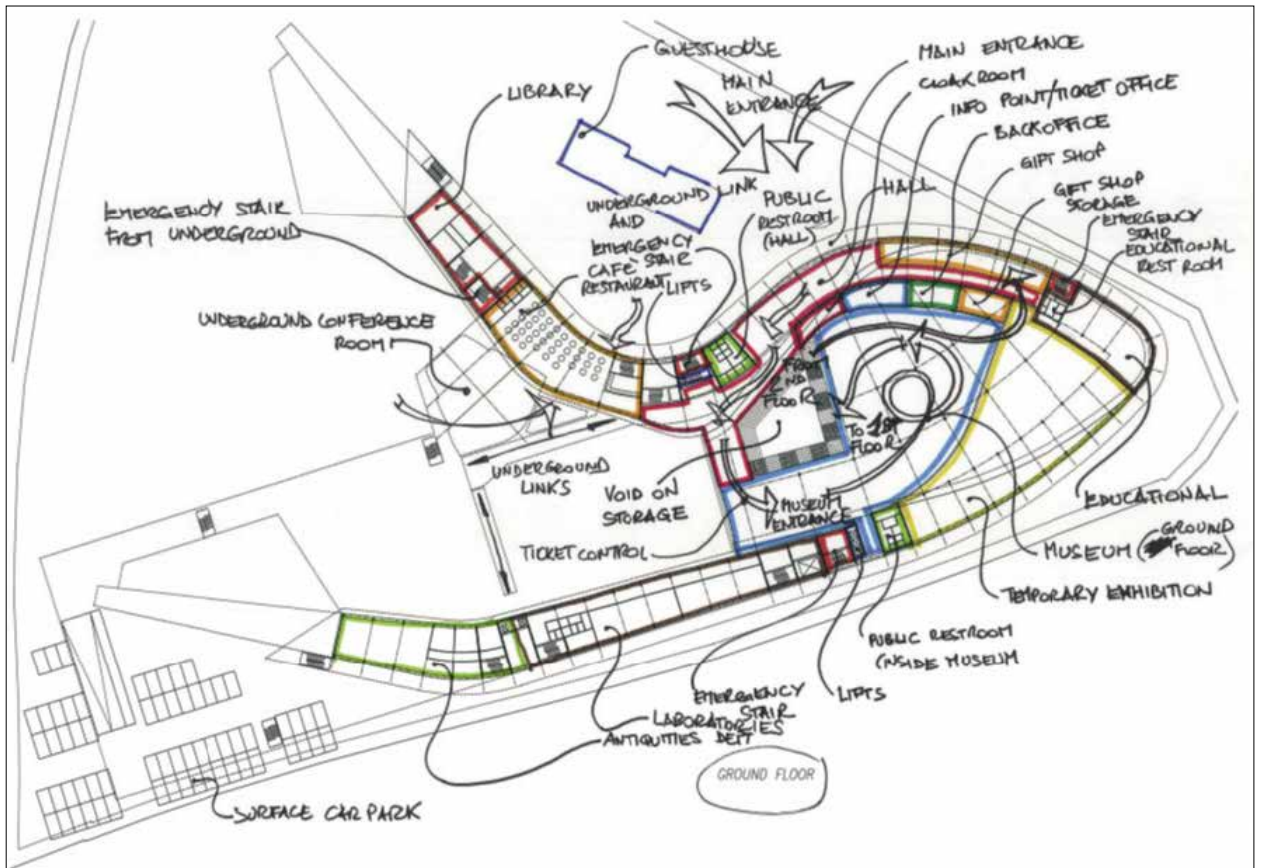 GUESTHOUSE
LIBRARY
MAIN
ENTRANCE
MAIN ENTRANCE
CLOAKROOM
INFO POINT/TICKET OFFICE
BACKOFFICE
GIFT SHOP
GIFT SHOP
STORAGE
EMERGENCY
STAIR
EDUCATIONAL
REST ROOM
HALL
PUBLIC
RESTROOM
(HALL)
UNDERGROUND LINK
AND
EMERGENCY
STAIR
CAFÈ
RESTAURANT
LIFTS
EMERGENCY STAIR
FROM UNDERGROUND
UNDERGROUND CONFERENCE
ROOM
FROM
2ND
FLOOR
TO 1ST
FLOOR
UNDERGROUND
LINKS
VOID ON
STORAGE
MUSEUM
ENTRANCE
TICKET CONTROL
EDUCATIONAL
MUSEUM (GROUND
FLOOR)
TEMPORARY EXHIBITION
PUBLIC RESTROOM
(INSIDE MUSEUM
LIFTS
EMERGENCY
STAIR
LABORATORIES
ANTIQUITIES DEPT
SURFACE CAR PARK
GROUND FLOOR